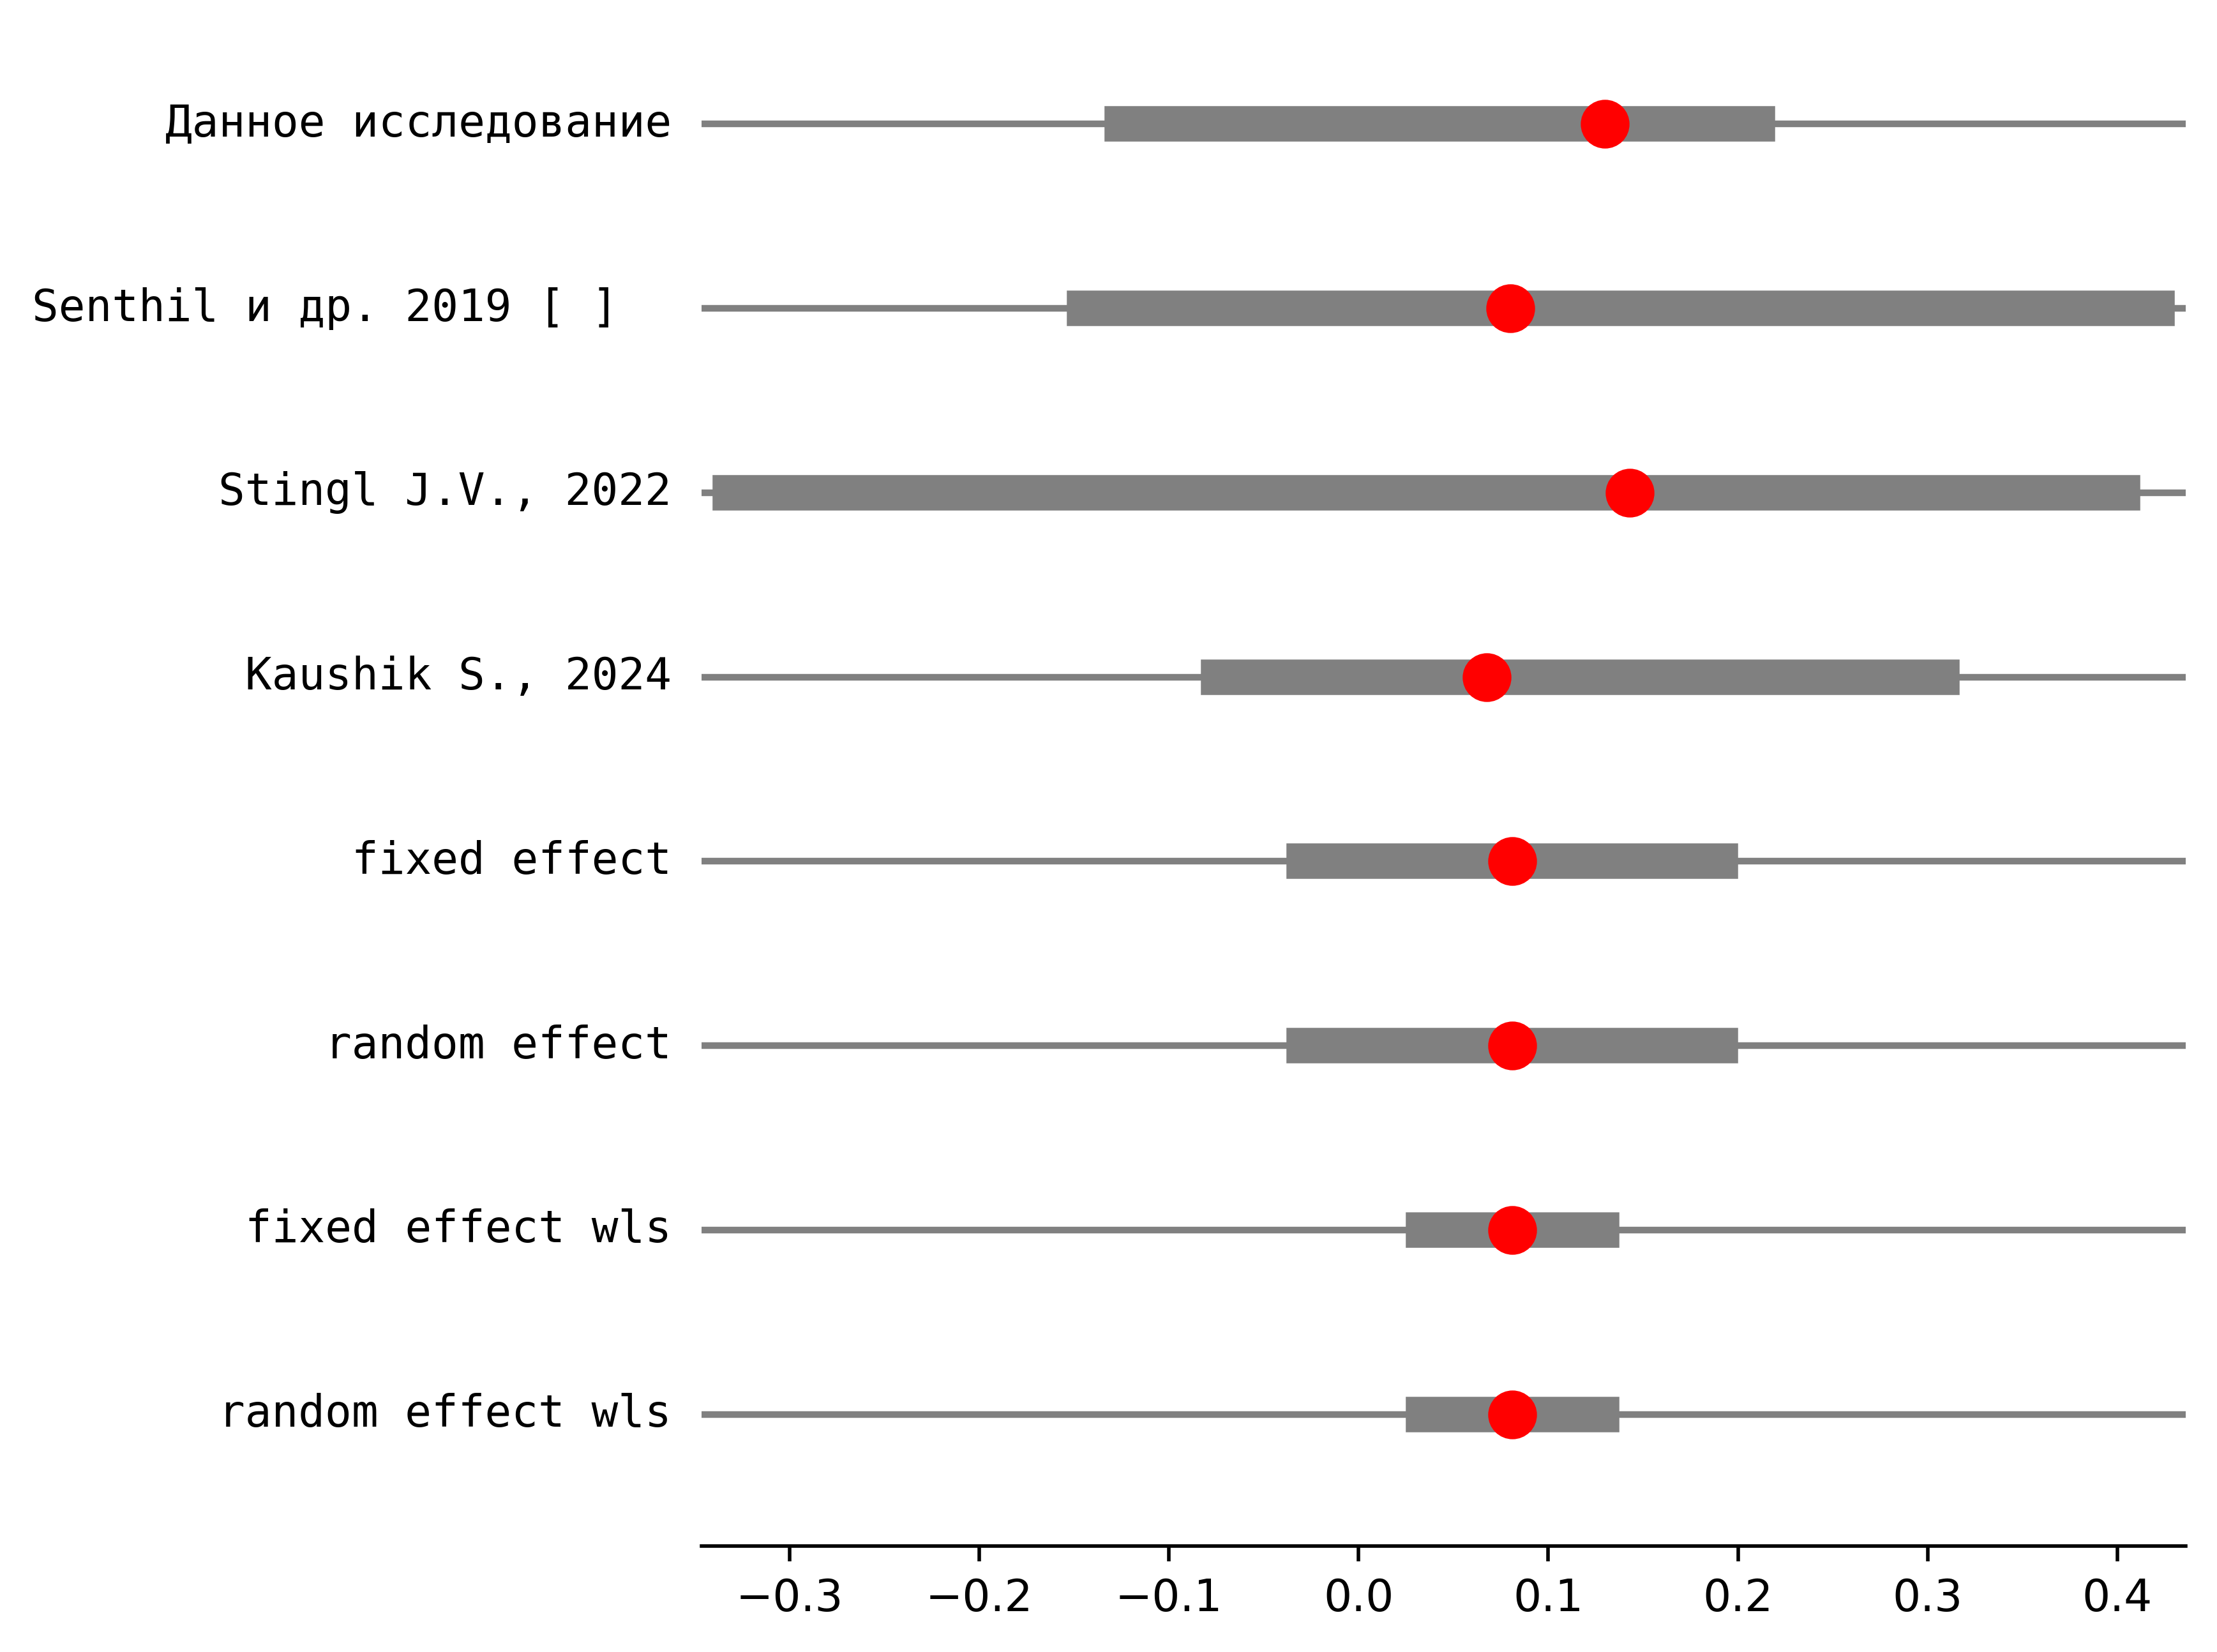 Данное исследование
Senthil и др. 2019 [ ]
Stingl J.V., 2022
Kaushik S., 2024
fixed effect
random effect
fixed effect wls
random effect wls
−0.3 −0.2 −0.1 0.0 0.1 0.2 0.3 0.4